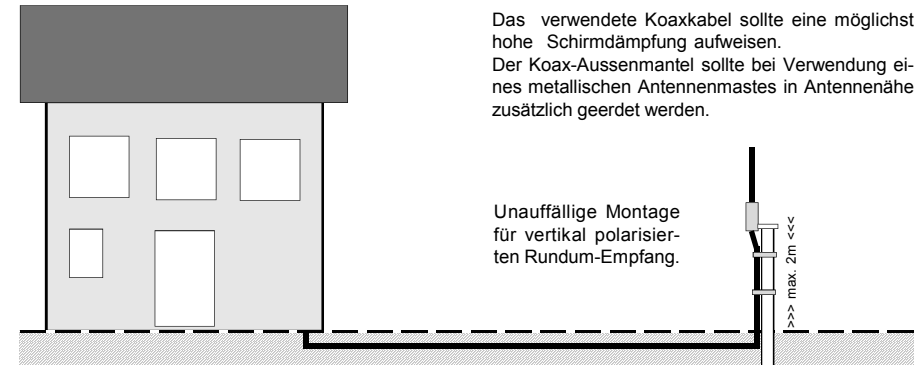 Das verwendete Koaxkabel sollte eine möglichst
hohe Schirmdämpfung aufweisen.
Der Koax-Aussenmantel sollte bei Verwendung ei-
nes metallischen Antennenmastes in Antennenähe
zusätzlich geerdet werden.
Unauffällige Montage
für vertikal polarisier-
ten Rundum-Empfang.
>>> max. 2m <<<